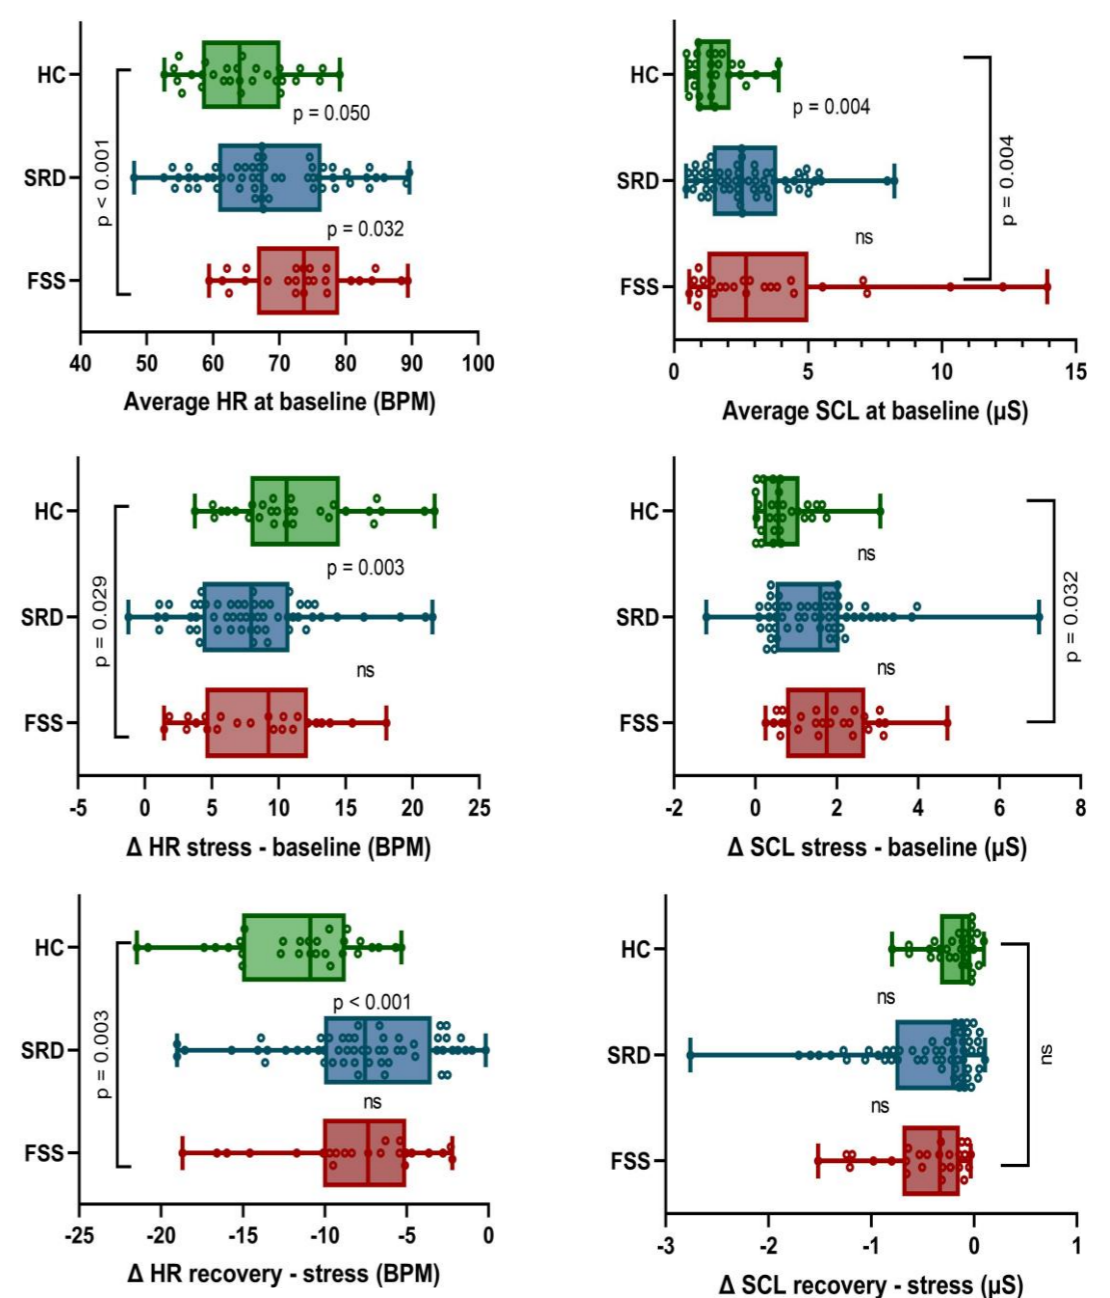 HC
p = 0.050
SRD
p < 0.001
p = 0.032
FSS
40 50 60 70 80 90 100
Average HR at baseline (BPM)
HC
p = 0.004
SRD
p = 0.004
ns
FSS
0 5 10 15
Average SCL at baseline (µS)
HC
p = 0.003
SRD
p = 0.029
ns
FSS
-5 0 5 10 15 20 25
Δ HR stress - baseline (BPM)
HC
ns
SRD
p = 0.032
ns
FSS
-2 0 2 4 6 8
Δ SCL stress - baseline (µS)
HC
p < 0.001
SRD
p = 0.003
ns
FSS
-25 -20 -15 -10 -5 0
Δ HR recovery - stress (BPM)
HC
ns
SRD
ns
ns
FSS
-3 -2 -1 0 1
Δ SCL recovery - stress (µS)